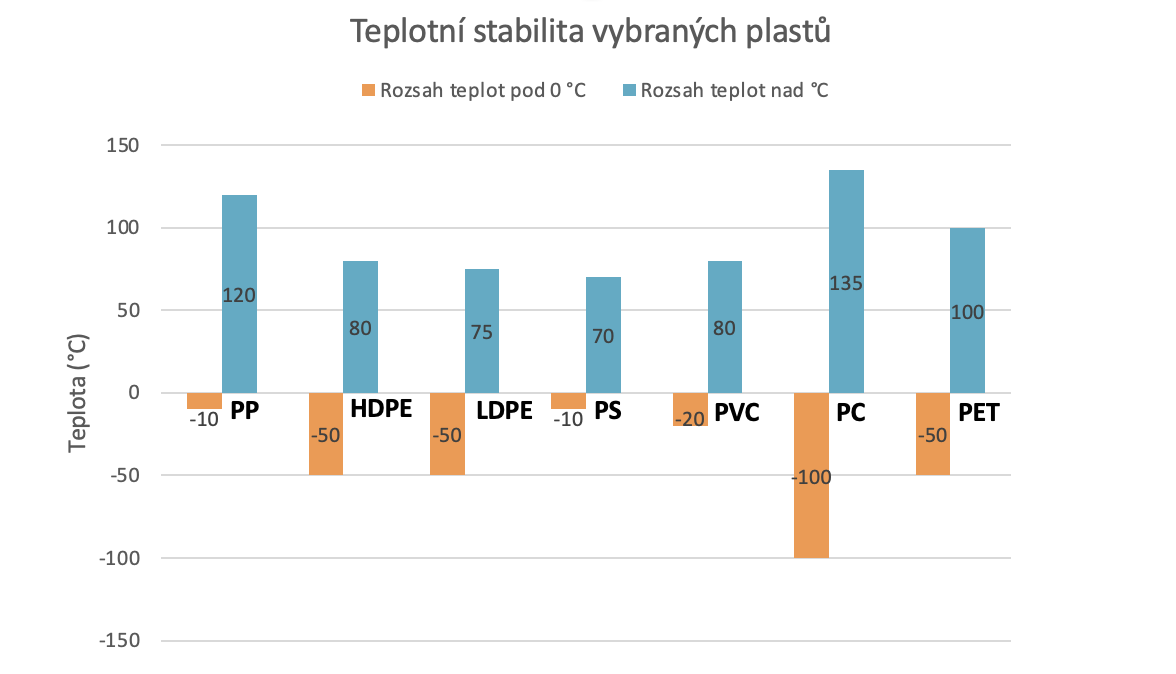 Teplotní stabilita vybraných plastů
Rozsah teplot pod 0 °C
Rozsah teplot nad °C
150
100
50
0
-50
-100
-150
Teplota (°C)
120
80
75
70
80
135
100
PP
HDPE
LDPE
PS
PVC
PC
PET
-10
-50
-50
-10
-20
-100
-50